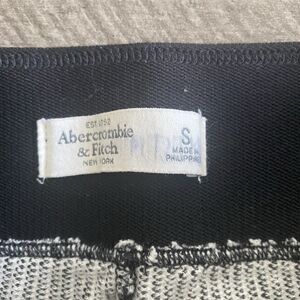 EST. 1892
Abercrombie
& Fitch
NEW YORK
S
MADE IN
PHILIPPINES